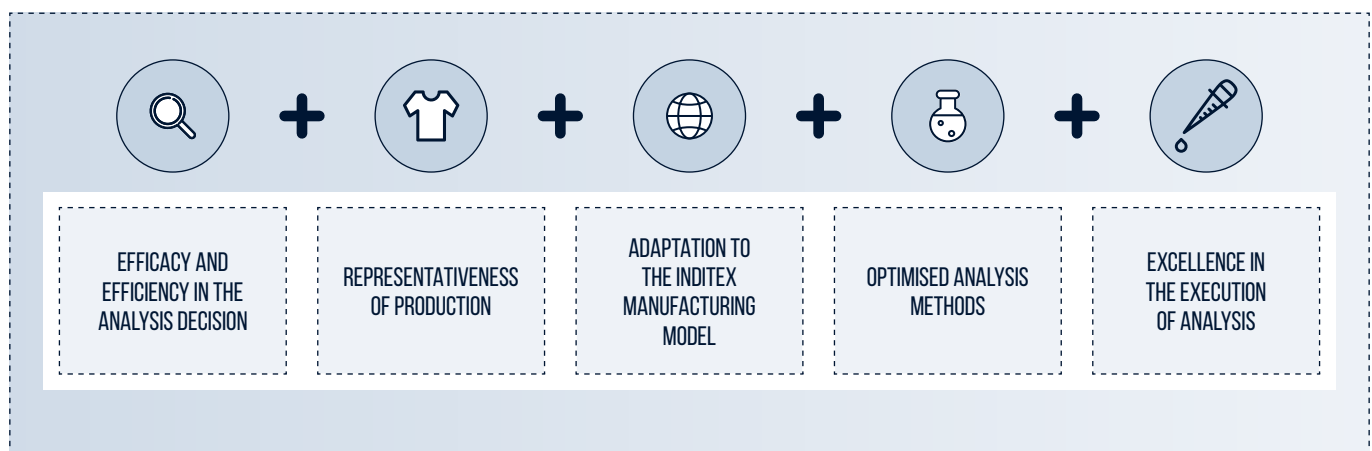 EFFICACY AND
EFFICIENCY IN THE
ANALYSIS DECISION
REPRESENTATIVENESS
OF PRODUCTION
ADAPTATION TO
THE INDITEX
MANUFACTURING
MODEL
OPTIMISED ANALYSIS
METHODS
EXCELLENCE IN
THE EXECUTION
OF ANALYSIS